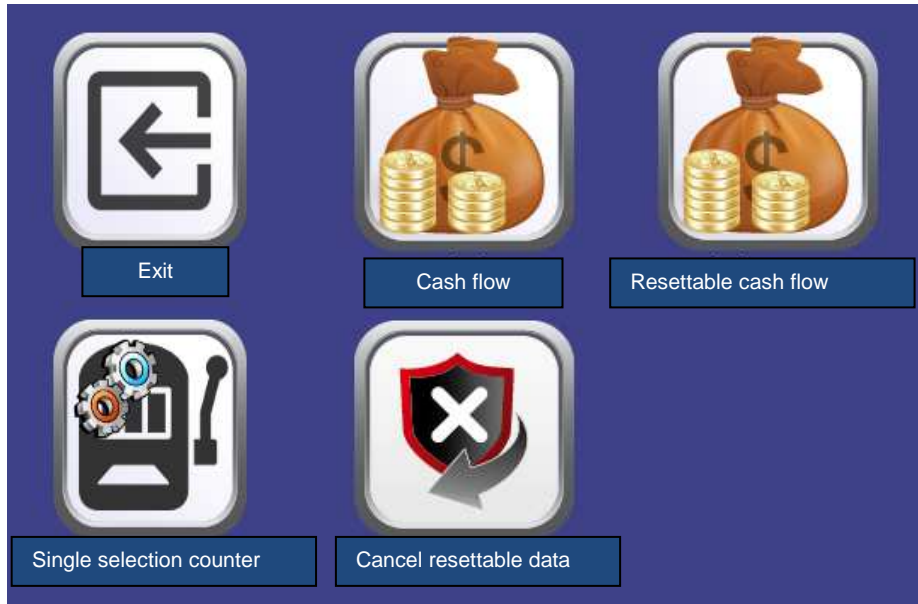 Exit
Cash flow
Resettable cash flow
Single selection counter
Cancel resettable data